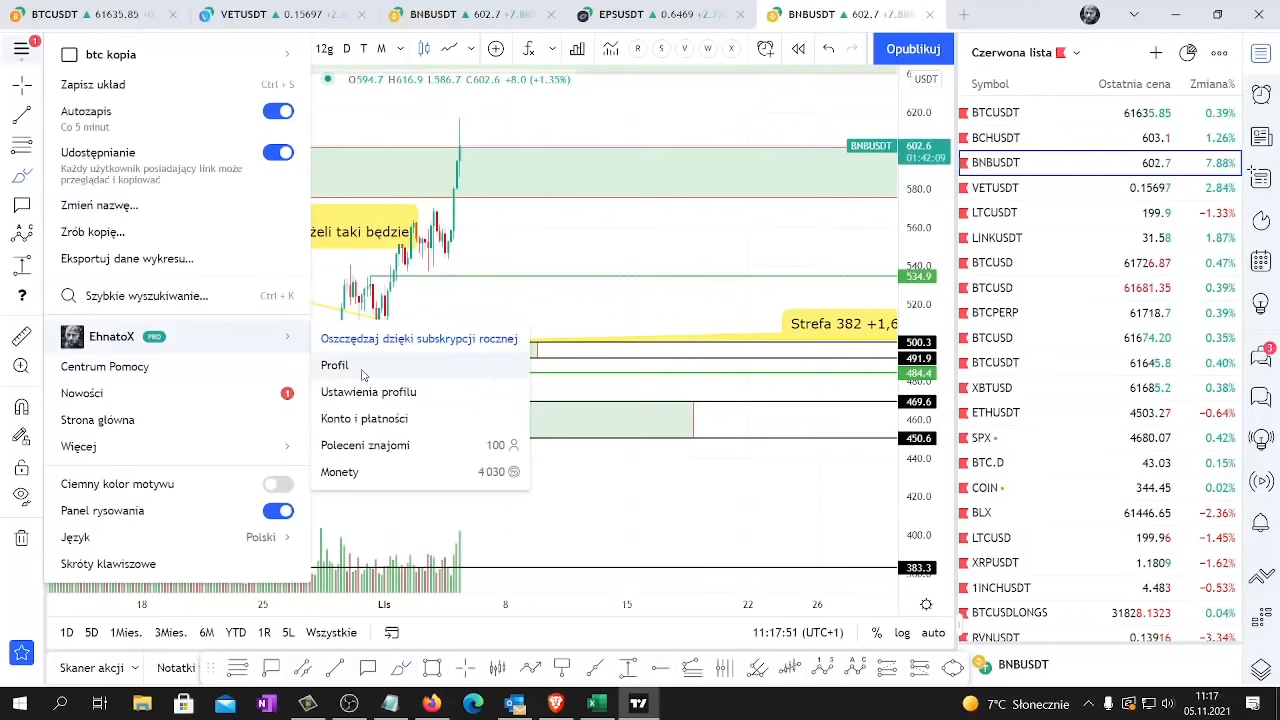 BTCUSDT ▲ 6164
VETUSDT ▲ 0.15697 +2
BNBUSDT ▲ 602.7 +7.86
EPSUSDT ▲ 0.6469 +2.7
BNBUSDT ▲ 602.7 +7.88%
1
btc kopia
Zapisz układ Ctrl + S
Autozapis
Co 5 minut
Udostępnianie
Każdy użytkownik posiadający link może
przeglądać i kopiować
Zmień nazwę...
Zrób kopię...
Eksportuj dane wykresu...
Szybkie wyszukiwanie... Ctrl + K
EhnatoX PRO
Centrum Pomocy
Nowości 1
Strona główna
Więcej
Ciemny kolor motywu
Panel rysowania
Język Polski
Skróty klawiszowe
Oszczędzaj dzięki subskrypcji rocznej
Profil
Ustawienia profilu
Konto i płatności
Poleceni znajomi 100
Monety 4 030
12g D T M
R S V W
Opublikuj
O594.7 H616.9 L586.7 C602.6 +8.0 (+1.35%)
USDT
620.0
BNBUSDT 602.6
01:42:09
580.0
560.0
540.0
534.9
520.0
500.3
491.9
484.4
480.0
469.6
460.0
450.6
440.0
420.0
400.0
383.3
żeli taki będzie
Strefa 382 +1,6
18 25 Lis 8 15 22 26
1D 5D 1Mies. 3Mies. 6M YTD 1R 5L Wszystkie
11:17:51 (UTC+1) % log auto
Skaner akcji Notatki
Czerwona lista
Symbol Ostatnia cena Zmiana%
BTCUSDT 61635.85 0.39%
BCHUSDT 603.1 1.26%
BNBUSDT 602.7 7.88%
VETUSDT 0.15697 2.84%
LTCUSDT 199.9 −1.33%
LINKUSDT 31.58 1.87%
BTCUSD 61726.87 0.47%
BTCUSD 61681.35 0.39%
BTCPERP 61718.7 0.39%
BTCUSD 61674.20 0.35%
BTCUSDT 61645.8 0.40%
XBTUSD 61685.2 0.38%
ETHUSDT 4503.27 −0.64%
SPX 4680.07 0.42%
BTC.D 43.03 0.15%
COIN 344.45 0.02%
BLX 61446.65 −2.36%
LTCUSD 199.96 −1.45%
XRPUSDT 1.1809 −1.62%
1INCHUSDT 4.483 −0.53%
BTCUSDLONGS 31828.1323 0.04%
RVNUSDT 0.13916 −3.34%
3
BNBUSDT
7°C Słonecznie
11:17
05.11.2021